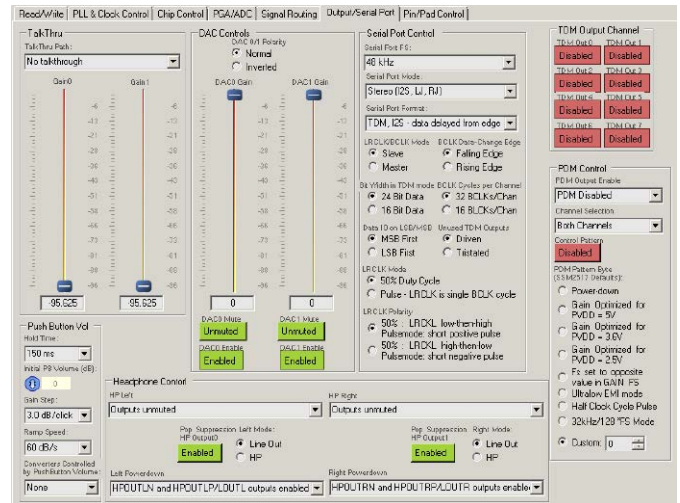 Read/Write PLL & Clock Control Chip Control PGA/ADC Signal Routing Output/Serial Port Pin/Pad Control
TalkThru
TalkThru Path:
No talkthrough
Gain0 Gain1
-95.625 -95.625
Push Button Vol
Hold Time:
150 ms
Initial PB Volume (dB):
0
Gain Step:
3.0 dB/click
Ramp Speed:
60 dB/s
Converters Controlled
by PushButton Volume:
None
DAC Controls
DAC 0/1 Polarity
Normal
Inverted
DAC0 Gain DAC1 Gain
0 0
DAC0 Mute DAC1 Mute
Unmuted Unmuted
DAC0 Enable DAC1 Enable
Enabled Enabled
Serial Port Control
Serial Port FS:
48 kHz
Serial Port Mode:
Stereo (I2S, LJ, RJ)
Serial Port Format:
TDM, I2S - data delayed from edge
LRCLK/BCLK Mode BCLK Data-Change Edge
Slave Falling Edge
Master Rising Edge
Bit Width in TDM mode BCLK Cycles per Channel
24 Bit Data 32 BCLKs/Chan
16 Bit Data 16 BLCKs/Chan
Data IO on LSB/MSB Unused TDM Outputs
MSB First Driven
LSB First Tristated
LRCLK Mode
50% Duty Cycle
Pulse - LRCLK is single BCLK cycle
LRCLK Polarity
50% : LRCKL low-then-high
Pulsemode: short postive pulse
50% : LRCKL high-then-low
Pulsemode: short negative pulse
Headphone Control
HP Left HP Right
Outputs unmuted Outputs unmuted
Pop Suppression Left Mode: Pop Suppression Right Mode:
HP Output0 HP Output1
Enabled Line Out Enabled Line Out
HP HP
Left Powerdown Right Powerdown
HPOUTLN and HPOUTLP/LOUTL outputs enabled HPOUTRN and HPOUTRP/LOUTR outputs enable
TDM Output Channel
TDM Out 0 TDM Out 1
Disabled Disabled
TDM Out 2 TDM Out 3
Disabled Disabled
TDM Out 4 TDM Out 5
Disabled Disabled
TDM Out 6 TDM Out 7
Disabled Disabled
PDM Control
PDM Output Enable
PDM Disabled
Channel Selection
Both Channels
Control Pattern
Disabled
PDM Pattern Byte
(SSM2517 Defaults):
Power-down
Gain Optimized for
PVDD = 5V
Gain Optimized for
PVDD = 3.6V
Gain Optimized for
PVDD = 2.5V
Fs set to opposite
value in GAIN_FS
Ultralow EMI mode
Half Clock Cycle Pulse
32kHz/128 *FS Mode
Custom: 0